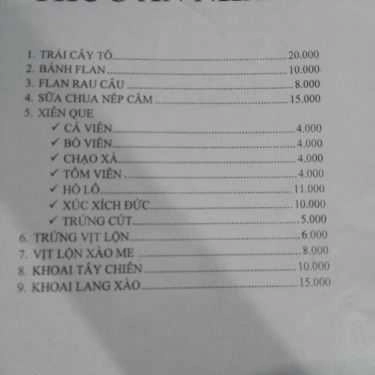 1. TRÁI CÂY TÔ 20.000
2. BÁNH FLAN 10.000
3. FLAN RAU CÂU 8.000
4. SỮA CHUA NẾP CẨM 15.000
5. XIÊN QUE
✓ CÁ VIÊN 4.000
✓ BÒ VIÊN 4.000
✓ CHẠO XẢ 4.000
✓ TÔM VIÊN 4.000
✓ HỒ LÔ 11.000
✓ XÚC XÍCH ĐỨC 10.000
✓ TRỨNG CÚT 5.000
6. TRỨNG VỊT LỘN 6.000
7. VỊT LỘN XÀO ME 8.000
8. KHOAI TÂY CHIÊN 10.000
9. KHOAI LANG XÀO 15.000